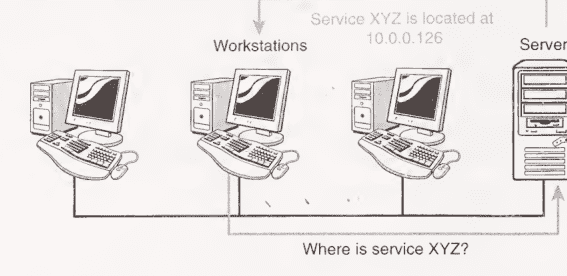 Service XYZ is located at
10.0.0.126
Workstations
Server
Where is service XYZ?